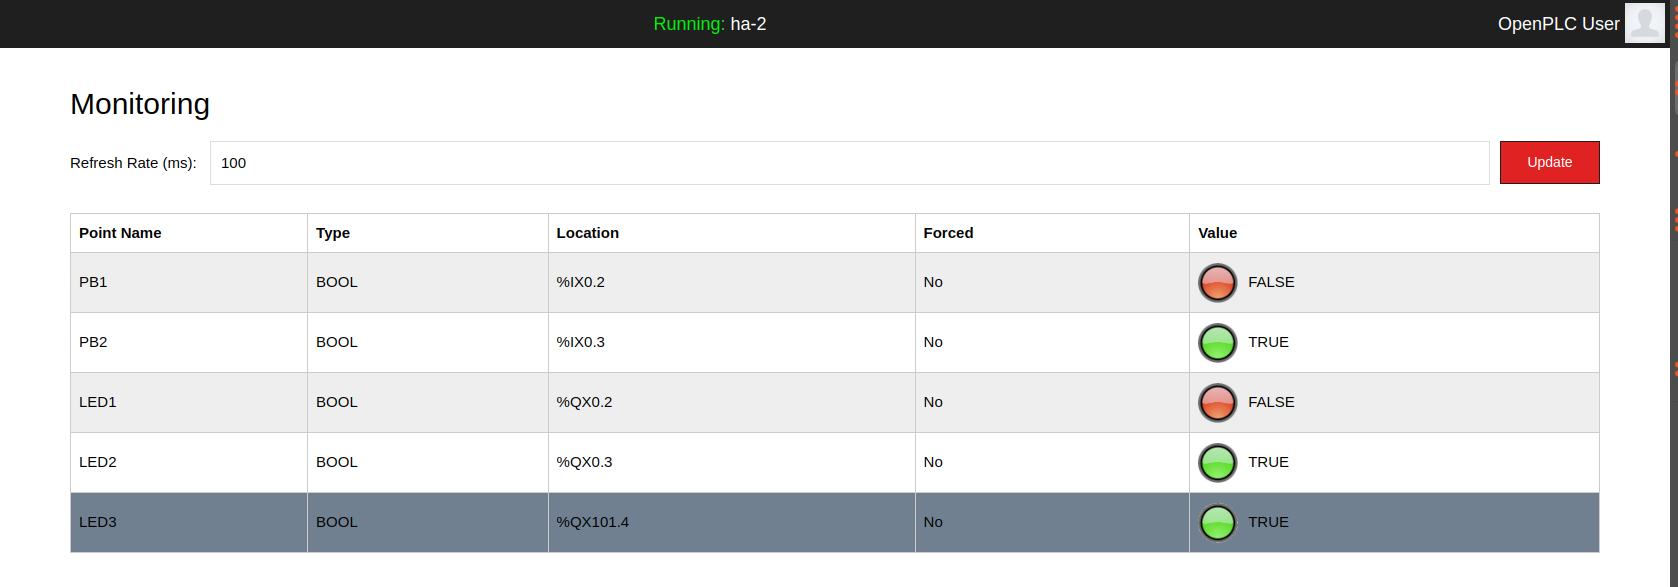 Running: ha-2
OpenPLC User
Monitoring
Refresh Rate (ms): 100 Update
Point Name Type Location Forced Value
PB1 BOOL %IX0.2 No FALSE
PB2 BOOL %IX0.3 No TRUE
LED1 BOOL %QX0.2 No FALSE
LED2 BOOL %QX0.3 No TRUE
LED3 BOOL %QX101.4 No TRUE